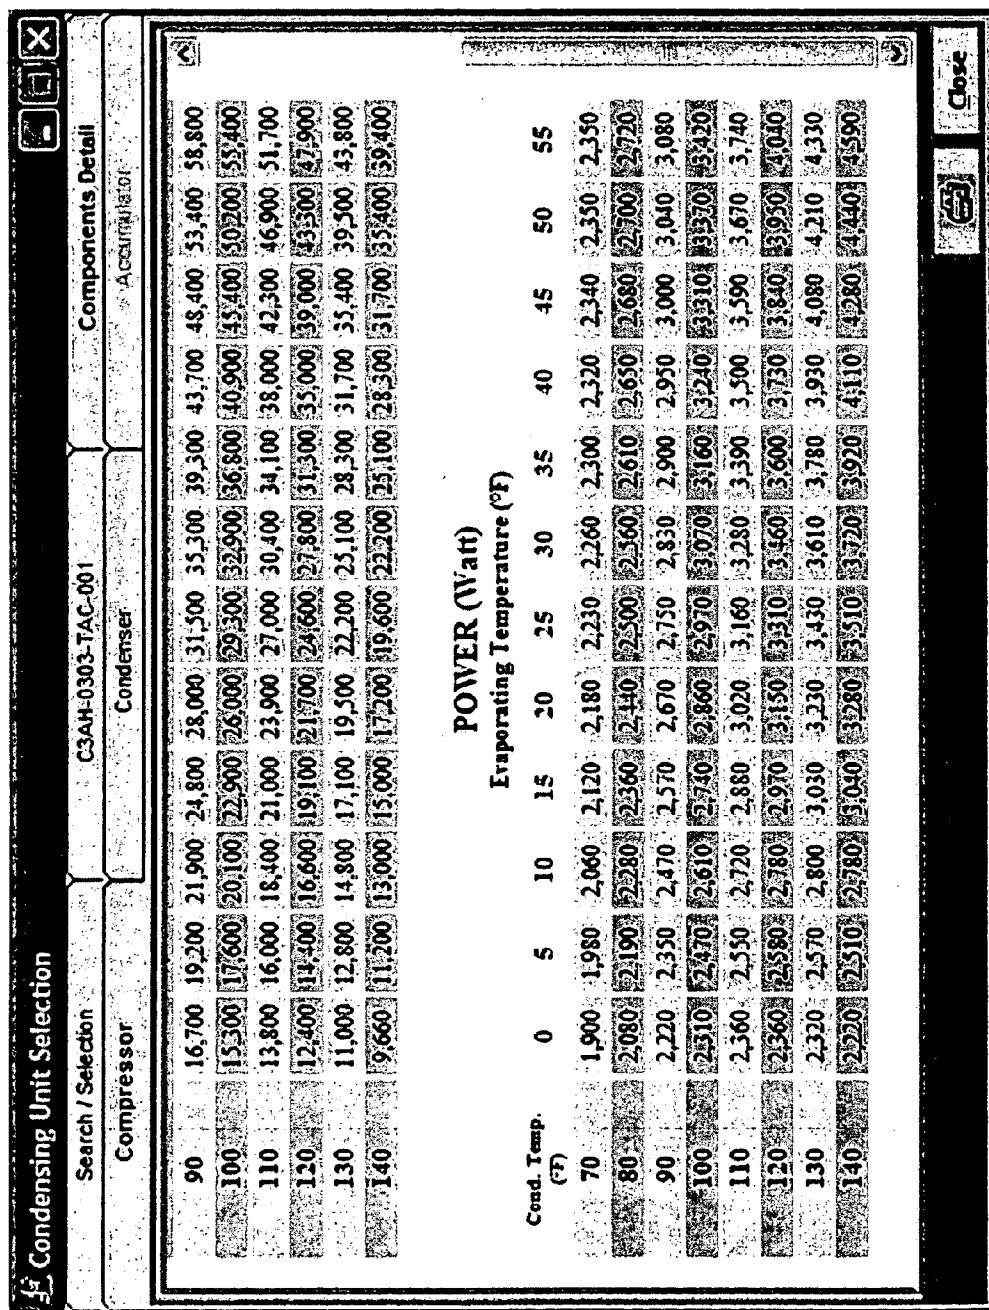 Condensing Unit Selection
Search / Selection C3AH-0303-TAC-001 Components Detail
Compressor Condenser Accumulator
90 16,700 19,200 21,900 24,800 28,000 31,500 35,300 39,300 43,700 48,400 53,400 58,800
100 15,300 17,600 20,100 22,900 26,000 29,300 32,900 36,800 40,900 45,400 50,200 55,400
110 13,800 16,000 18,400 21,000 23,900 27,000 30,400 34,100 38,000 42,300 46,900 51,700
120 12,400 14,400 16,600 19,100 21,700 24,600 27,800 31,300 35,000 39,000 43,300 47,900
130 11,000 12,800 14,800 17,100 19,500 22,200 25,100 28,300 31,700 35,400 39,500 43,800
140 9,660 11,200 13,000 15,000 17,200 19,600 22,200 25,100 28,300 31,700 35,400 39,400
POWER (Watt)
Evaporating Temperature (°F)
Cond. Temp. 0 5 10 15 20 25 30 35 40 45 50 55
(°F)
70 1,900 1,980 2,060 2,120 2,180 2,230 2,260 2,300 2,320 2,340 2,350 2,350
80 2,080 2,190 2,280 2,360 2,440 2,500 2,560 2,610 2,650 2,680 2,700 2,720
90 2,220 2,350 2,470 2,570 2,670 2,750 2,830 2,900 2,950 3,000 3,040 3,080
100 2,310 2,470 2,610 2,740 2,860 2,970 3,070 3,160 3,240 3,310 3,370 3,420
110 2,360 2,550 2,720 2,880 3,020 3,160 3,280 3,390 3,500 3,590 3,670 3,740
120 2,360 2,580 2,780 2,970 3,150 3,310 3,460 3,600 3,730 3,840 3,950 4,040
130 2,320 2,570 2,800 3,030 3,230 3,430 3,610 3,780 3,930 4,080 4,210 4,330
140 2,220 2,510 2,780 3,040 3,280 3,510 3,720 3,920 4,110 4,280 4,440 4,590
Close